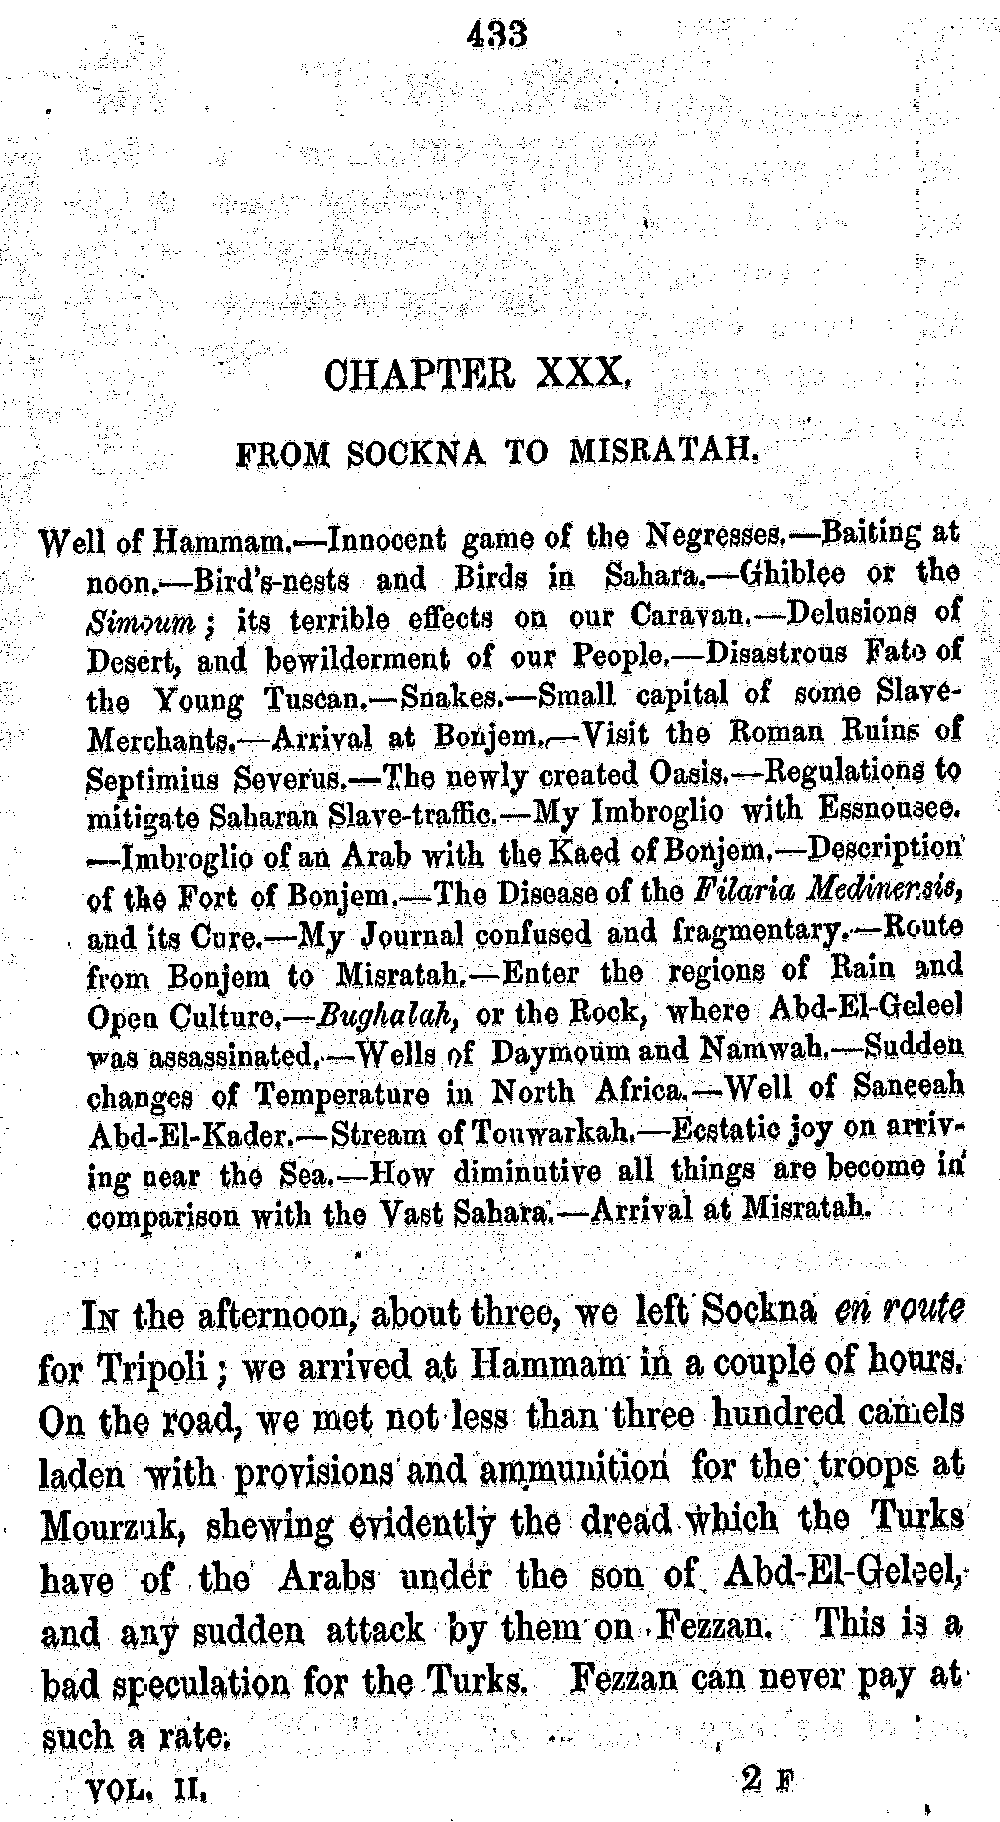 433
CHAPTER XXX.
FROM SOCKNA TO MISRATAH.
Well of Hammam.—Innocent game of the Negresses.—Baiting at
noon.—Bird's-nests and Birds in Sahara.—Ghiblee or the
Simoum; its terrible effects on our Caravan.—Delusions of
Desert, and bewilderment of our People.—Disastrous Fate of
the Young Tuscan.—Snakes.—Small capital of some Slave-
Merchants.—Arrival at Bonjem.—Visit the Roman Ruins of
Septimius Severus.—The newly created Oasis.—Regulations to
mitigate Saharan Slave-traffic.—My Imbroglio with Essnousee.
—Imbroglio of an Arab with the Kaed of Bonjem.—Description
of the Fort of Bonjem.—The Disease of the Filaria Medinensis,
and its Cure.—My Journal confused and fragmentary.—Route
from Bonjem to Misratah.—Enter the regions of Rain and
Open Culture.—Bughalah, or the Rock, where Abd-El-Geleel
was assassinated.—Wells of Daymoum and Namwah.—Sudden
changes of Temperature in North Africa.—Well of Saneeah
Abd-El-Kader.—Stream of Touwarkah.—Ecstatic joy on arriv-
ing near the Sea.—How diminutive all things are become in
comparison with the Vast Sahara.—Arrival at Misratah.
In the afternoon, about three, we left Sockna en route
for Tripoli; we arrived at Hammam in a couple of hours.
On the road, we met not less than three hundred camels
laden with provisions and ammunition for the troops at
Mourzuk, shewing evidently the dread which the Turks
have of the Arabs under the son of Abd-El-Geleel,
and any sudden attack by them on Fezzan. This is a
bad speculation for the Turks. Fezzan can never pay at
such a rate.
VOL. II. 2 F